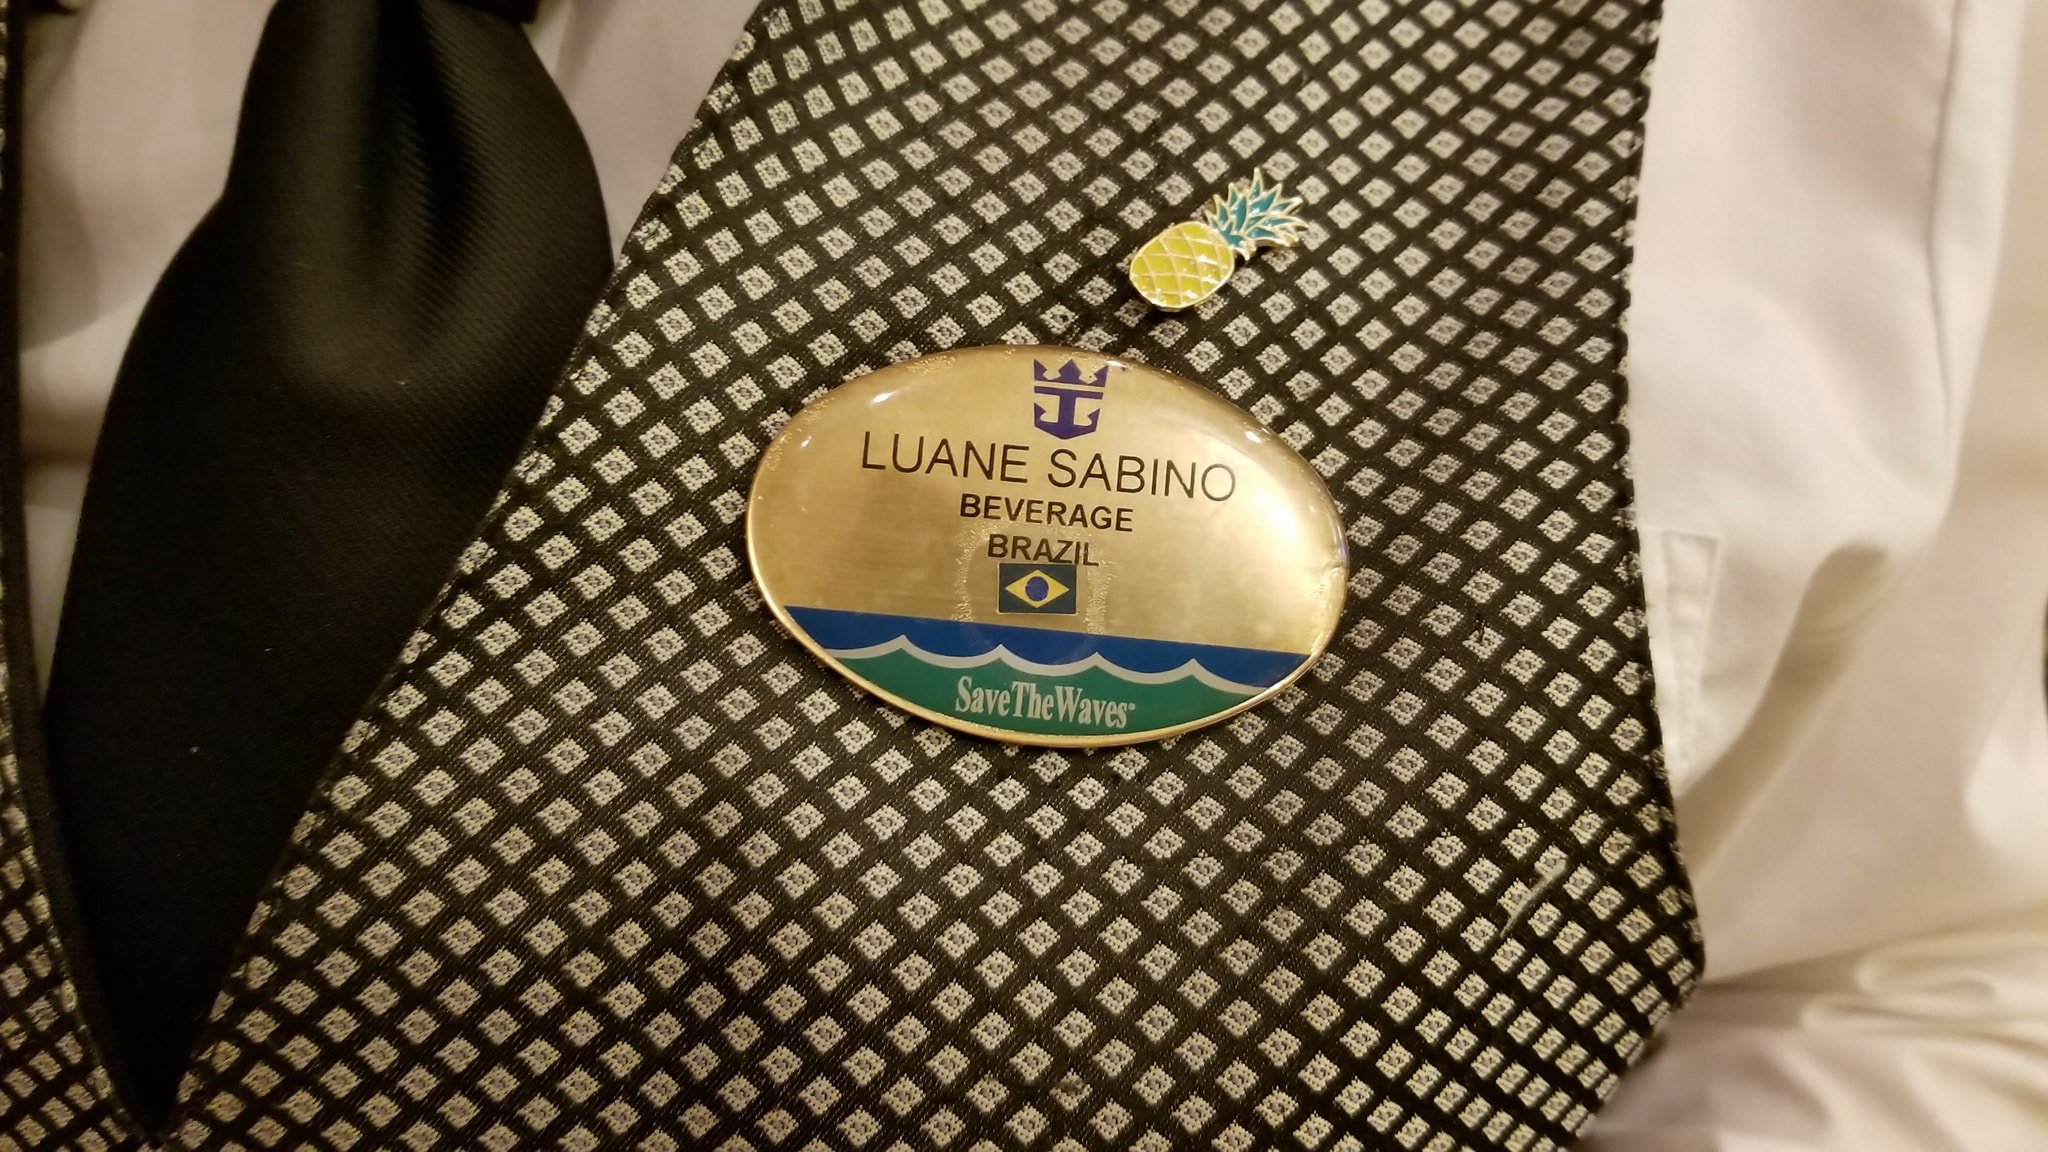 LUANE SABINO
BEVERAGE
BRAZIL
SaveTheWaves®